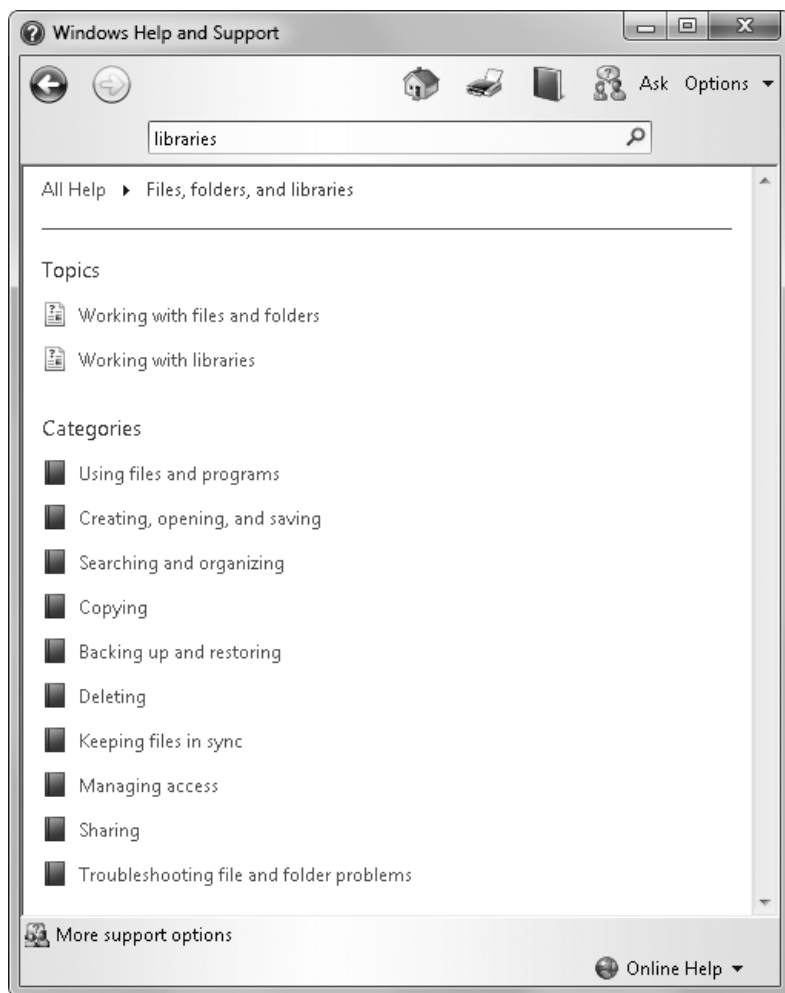 Windows Help and Support
Ask Options
libraries
All Help Files, folders, and libraries
Topics
Working with files and folders
Working with libraries
Categories
Using files and programs
Creating, opening, and saving
Searching and organizing
Copying
Backing up and restoring
Deleting
Keeping files in sync
Managing access
Sharing
Troubleshooting file and folder problems
More support options
Online Help